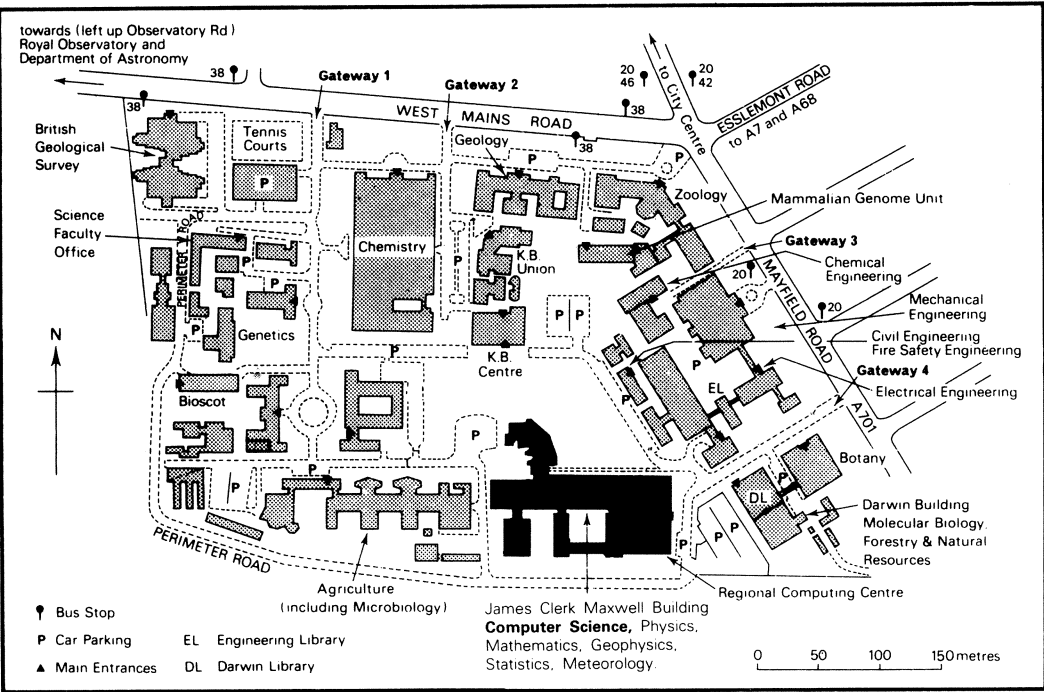 towards (left up Observatory Rd)
Royal Observatory and
Department of Astronomy
38
Gateway 1
Gateway 2
20
46
20
42
to City Centre
ESSLEMONT ROAD
to A7 and A68
38
38
38
WEST MAINS ROAD
British
Geological
Survey
Tennis
Courts
P
Geology
P
P
Zoology
Mammalian Genome Unit
Science
Faculty
Office
PERIMETER ROAD
P
P
Chemistry
P
K.B.
Union
Gateway 3
Chemical
Engineering
20
MAYFIELD ROAD
20
Mechanical
Engineering
P
Genetics
P P
Civil Engineering
Fire Safety Engineering
N
P
K.B.
Centre
P
Gateway 4
Electrical Engineering
Bioscot
P
EL
A701
P
Botany
P
P
DL
P
Darwin Building
Molecular Biology.
Forestry & Natural
Resources
P
P
P
PERIMETER ROAD
Agriculture
(including Microbiology)
Regional Computing Centre
James Clerk Maxwell Building
Computer Science, Physics,
Mathematics, Geophysics,
Statistics, Meteorology.
Bus Stop
P Car Parking
EL Engineering Library
Main Entrances
DL Darwin Library
0 50 100 150 metres